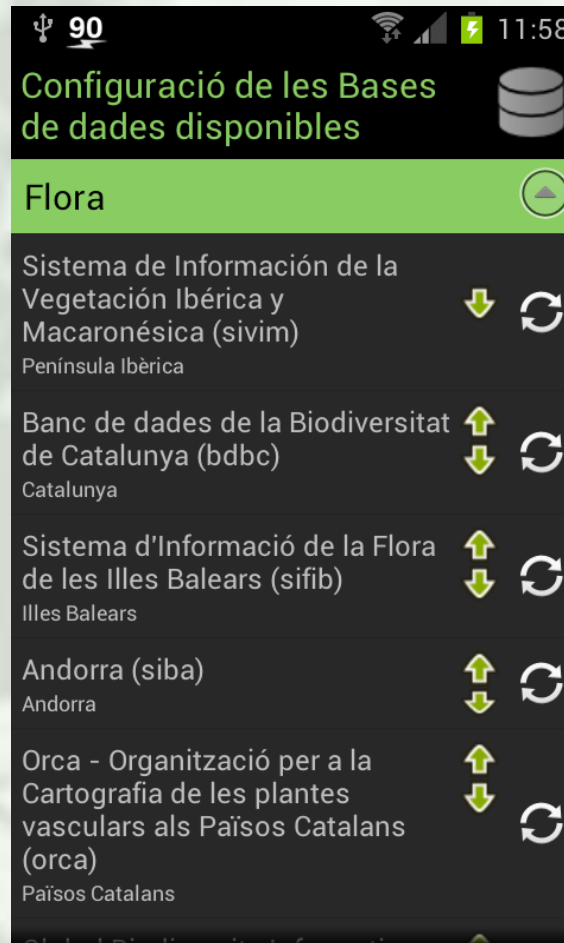 90
11:58
Configuració de les Bases
de dades disponibles
Flora
Sistema de Información de la
Vegetación Ibérica y
Macaronésica (sivim)
Península Ibèrica
Banc de dades de la Biodiversitat
de Catalunya (bdbc)
Catalunya
Sistema d'Informació de la Flora
de les Illes Balears (sifib)
Illes Balears
Andorra (siba)
Andorra
Orca - Organització per a la
Cartografia de les plantes
vasculars als Països Catalans
(orca)
Països Catalans